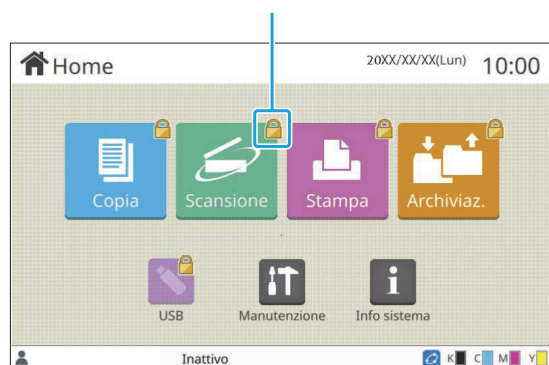 Home
20XX/XX/XX(Lun)
10:00
Copia
Scansione
Stampa
Archiviaz.
USB
Manutenzione
Info sistema
Inattivo
K C M Y